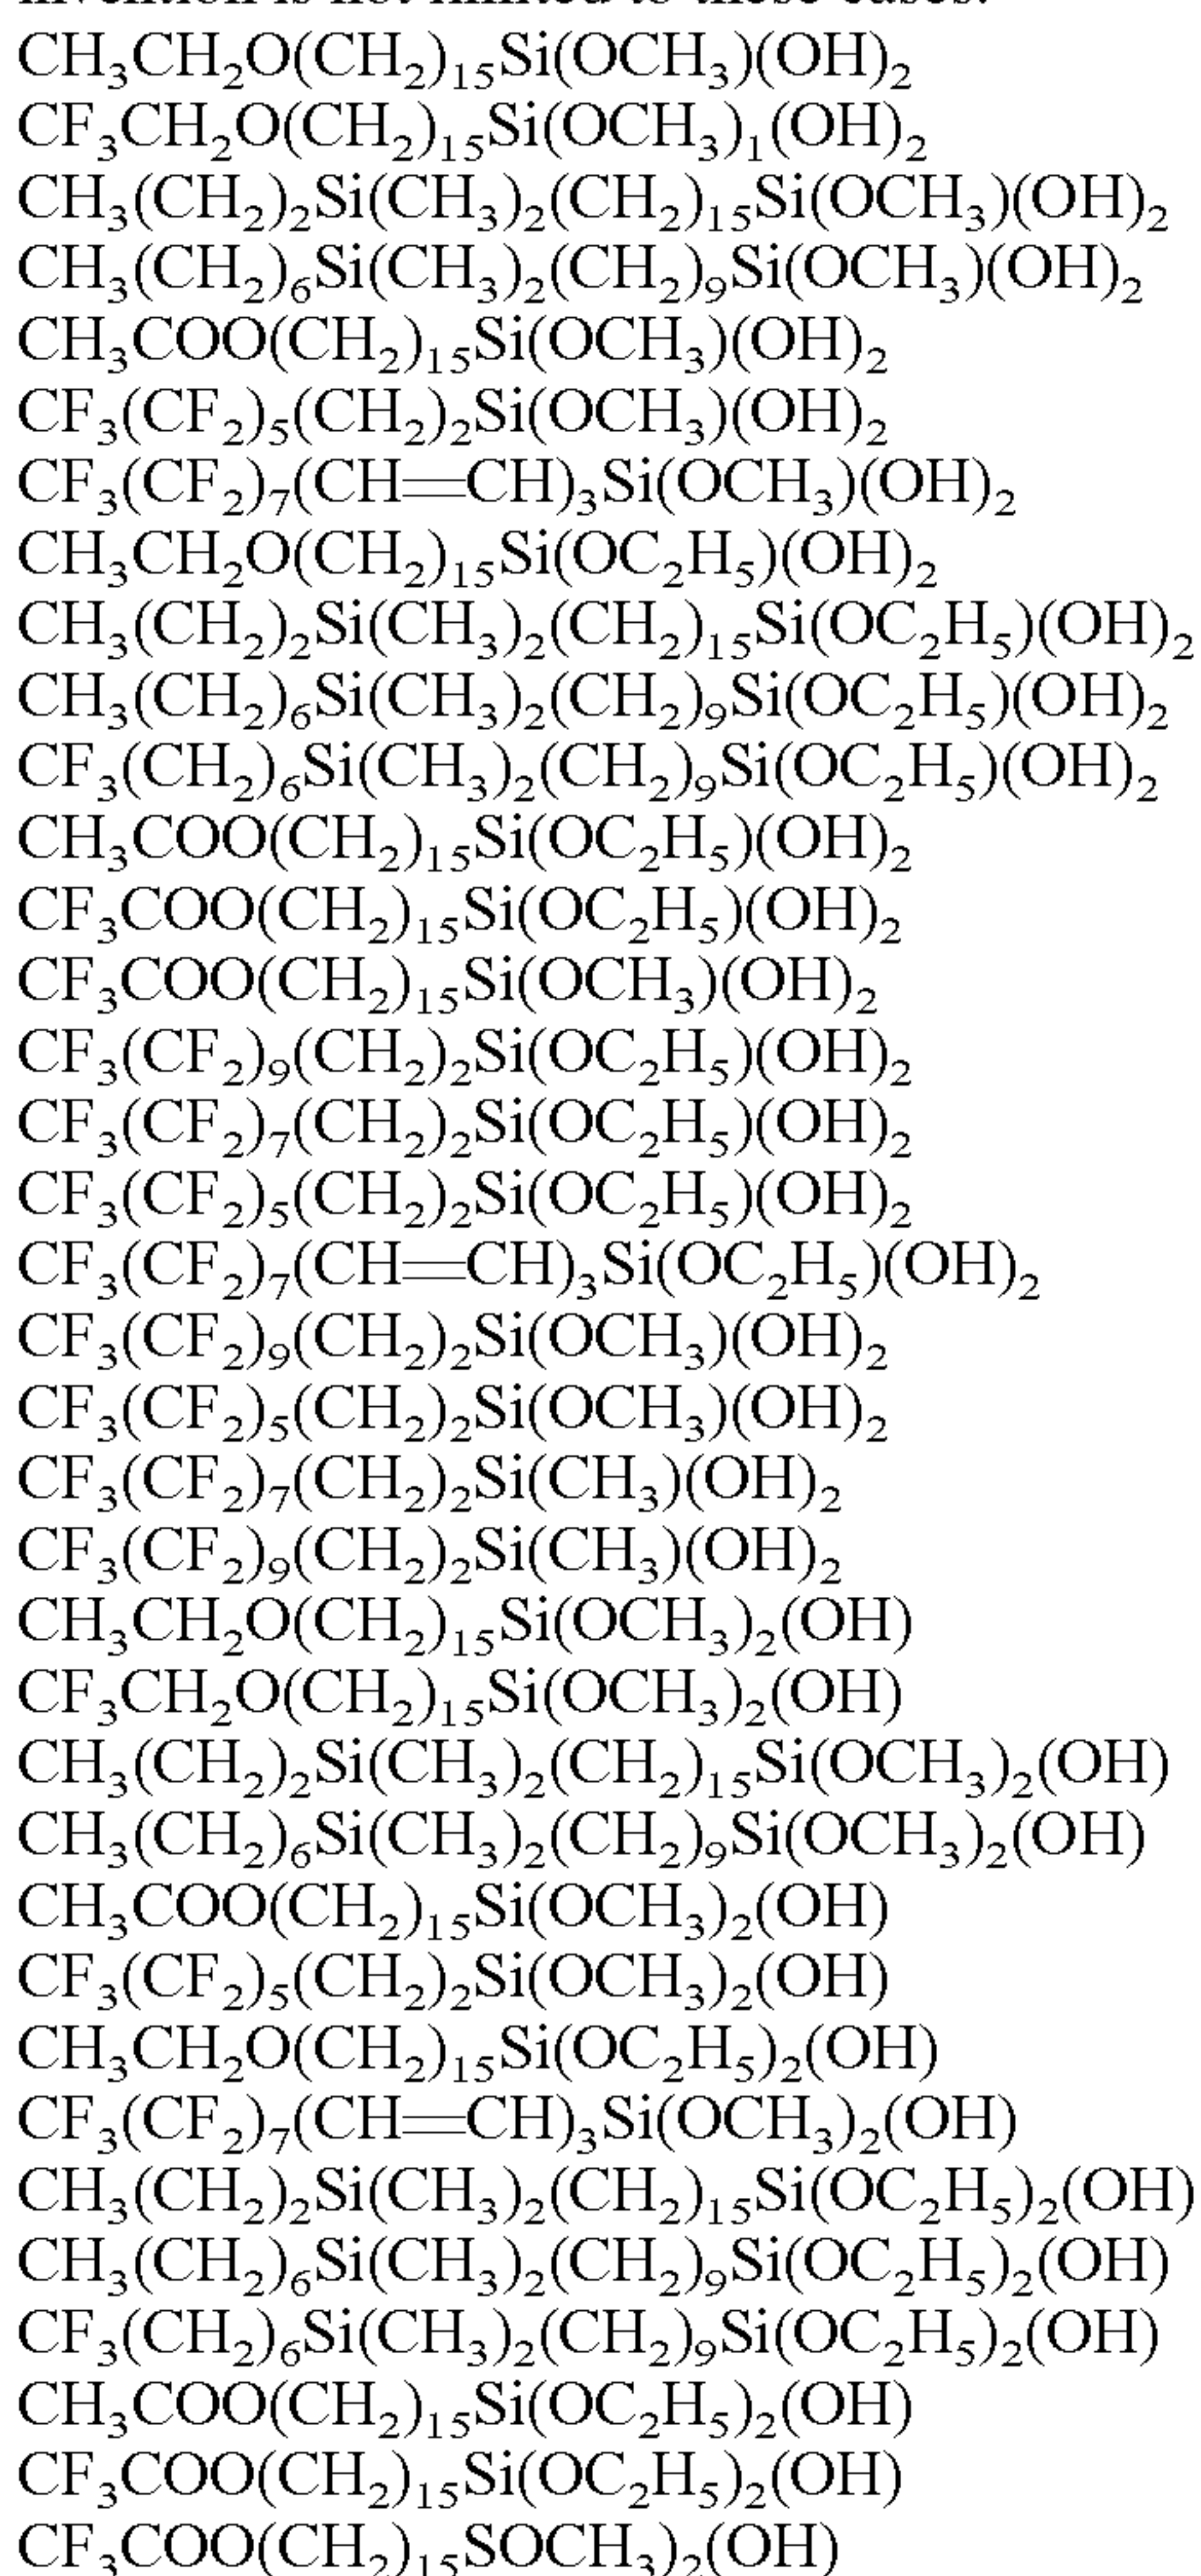 invention is not limited to these cases.
CH₃CH₂O(CH₂)₁₅Si(OCH₃)(OH)₂
CF₃CH₂O(CH₂)₁₅Si(OCH₃)₁(OH)₂
CH₃(CH₂)₂Si(CH₃)₂(CH₂)₁₅Si(OCH₃)(OH)₂
CH₃(CH₂)₆Si(CH₃)₂(CH₂)₉Si(OCH₃)(OH)₂
CH₃COO(CH₂)₁₅Si(OCH₃)(OH)₂
CF₃(CF₂)₅(CH₂)₂Si(OCH₃)(OH)₂
CF₃(CF₂)₇(CH=CH)₃Si(OCH₃)(OH)₂
CH₃CH₂O(CH₂)₁₅Si(OC₂H₅)(OH)₂
CH₃(CH₂)₂Si(CH₃)₂(CH₂)₁₅Si(OC₂H₅)(OH)₂
CH₃(CH₂)₆Si(CH₃)₂(CH₂)₉Si(OC₂H₅)(OH)₂
CF₃(CH₂)₆Si(CH₃)₂(CH₂)₉Si(OC₂H₅)(OH)₂
CH₃COO(CH₂)₁₅Si(OC₂H₅)(OH)₂
CF₃COO(CH₂)₁₅Si(OC₂H₅)(OH)₂
CF₃COO(CH₂)₁₅Si(OCH₃)(OH)₂
CF₃(CF₂)₉(CH₂)₂Si(OC₂H₅)(OH)₂
CF₃(CF₂)₇(CH₂)₂Si(OC₂H₅)(OH)₂
CF₃(CF₂)₅(CH₂)₂Si(OC₂H₅)(OH)₂
CF₃(CF₂)₇(CH=CH)₃Si(OC₂H₅)(OH)₂
CF₃(CF₂)₉(CH₂)₂Si(OCH₃)(OH)₂
CF₃(CF₂)₅(CH₂)₂Si(OCH₃)(OH)₂
CF₃(CF₂)₇(CH₂)₂Si(CH₃)(OH)₂
CF₃(CF₂)₉(CH₂)₂Si(CH₃)(OH)₂
CH₃CH₂O(CH₂)₁₅Si(OCH₃)₂(OH)
CF₃CH₂O(CH₂)₁₅Si(OCH₃)₂(OH)
CH₃(CH₂)₂Si(CH₃)₂(CH₂)₁₅Si(OCH₃)₂(OH)
CH₃(CH₂)₆Si(CH₃)₂(CH₂)₉Si(OCH₃)₂(OH)
CH₃COO(CH₂)₁₅Si(OCH₃)₂(OH)
CF₃(CF₂)₅(CH₂)₂Si(OCH₃)₂(OH)
CH₃CH₂O(CH₂)₁₅Si(OC₂H₅)₂(OH)
CF₃(CF₂)₇(CH=CH)₃Si(OCH₃)₂(OH)
CH₃(CH₂)₂Si(CH₃)₂(CH₂)₁₅Si(OC₂H₅)₂(OH)
CH₃(CH₂)₆Si(CH₃)₂(CH₂)₉Si(OC₂H₅)₂(OH)
CF₃(CH₂)₆Si(CH₃)₂(CH₂)₉Si(OC₂H₅)₂(OH)
CH₃COO(CH₂)₁₅Si(OC₂H₅)₂(OH)
CF₃COO(CH₂)₁₅Si(OC₂H₅)₂(OH)
CF₃COO(CH₂)₁₅SOCH₃)₂(OH)